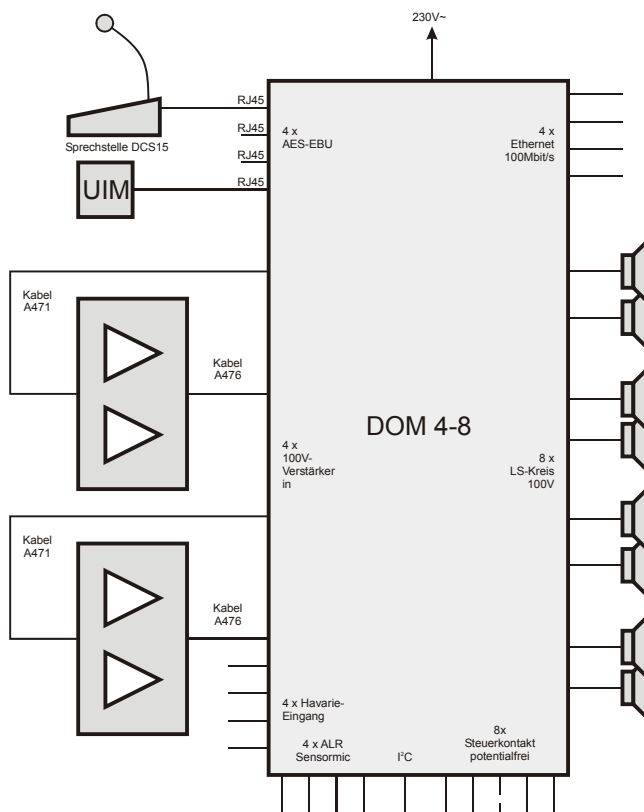 230V~
RJ45
4 x
AES-EBU
RJ45
RJ45
RJ45
4 x
Ethernet
100Mbit/s
Sprechstelle DCS15
UIM
Kabel
A471
Kabel
A476
DOM 4-8
4 x
100V-
Verstärker
in
8 x
LS-Kreis
100V
Kabel
A471
Kabel
A476
4 x Havarie-
Eingang
4 x ALR
Sensormic
I²C
8x
Steuerkontakt
potentialfrei